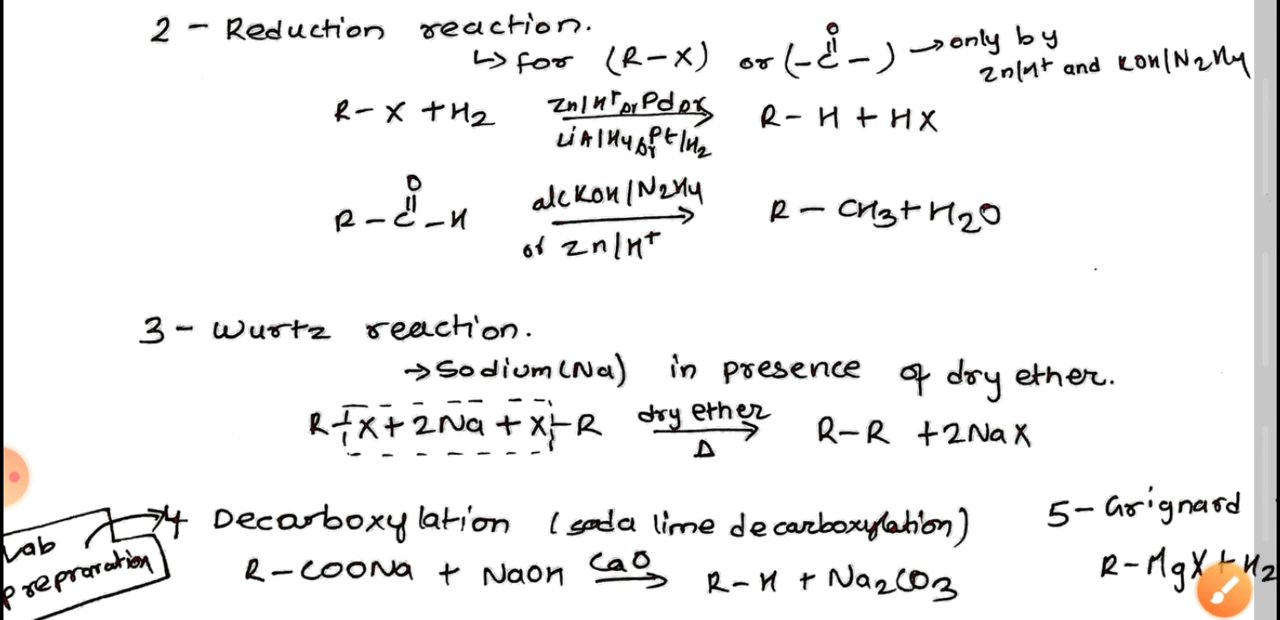 2 - Reduction reaction.
↳ for (R-X) or (-C-) → only by
O
Zn/H+ and KOH/N2H4
R-X + H2 Zn/H+ or Pd or R-H + HX
LiAlH4 or Pt/H2
O
R-C-H alc KOH/N2H4 R-CH3 + H2O
or Zn/H+
3 - Wurtz reaction.
→ Sodium (Na) in presence of dry ether.
R-X + 2Na + X-R dry ether R-R + 2NaX
Δ
Lab preparation
4 Decarboxylation (soda lime decarboxylation)
R-COONa + NaOH CaO R-H + Na2CO3
5 - Grignard
R-MgX + H2